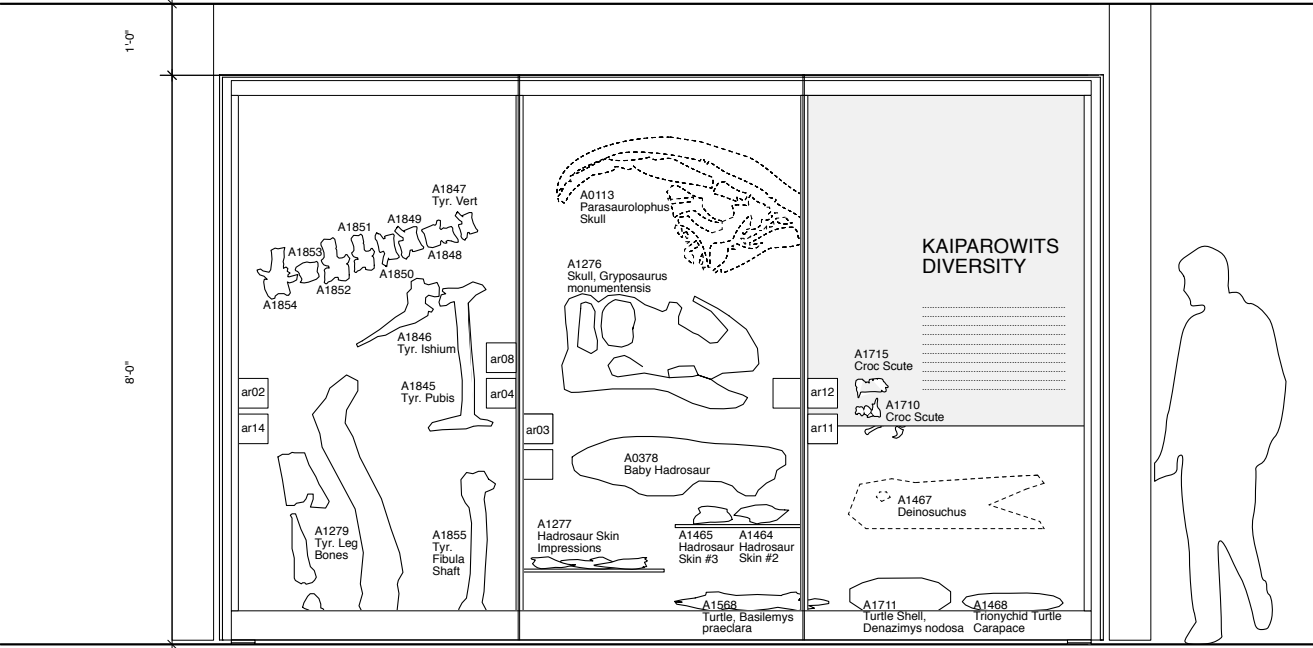 1'-0"
8'-0"
A1847
Tyr. Vert
A1849
A1851
A1853
A1848
A1850
A1852
A1854
A1846
Tyr. Ishium
A1845
Tyr. Pubis
ar08
ar04
ar02
ar14
A1279
Tyr. Leg
Bones
A1855
Tyr.
Fibula
Shaft
A0113
Parasaurolophus
Skull
A1276
Skull, Gryposaurus
monumentensis
ar03
A0378
Baby Hadrosaur
A1277
Hadrosaur Skin
Impressions
A1465
Hadrosaur
Skin #3
A1464
Hadrosaur
Skin #2
A1568
Turtle, Basilemys
praeclara
KAIPAROWITS
DIVERSITY
A1715
Croc Scute
A1710
Croc Scute
ar12
ar11
A1467
Deinosuchus
A1711
Turtle Shell,
Denazimys nodosa
A1468
Trionychid Turtle
Carapace